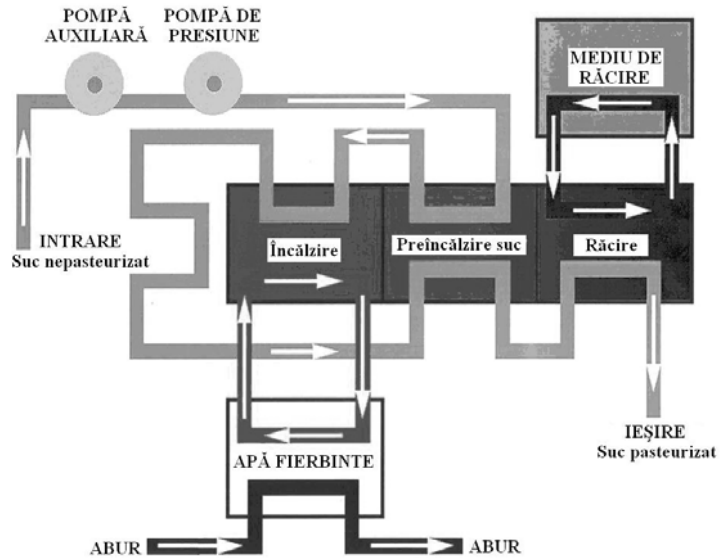 POMPĂ
AUXILIARĂ
POMPĂ DE
PRESIUNE
MEDIU DE
RĂCIRE
INTRARE
Suc nepasteurizat
Încălzire
Preîncălzire suc
Răcire
IEȘIRE
Suc pasteurizat
APĂ FIERBINTE
ABUR
ABUR